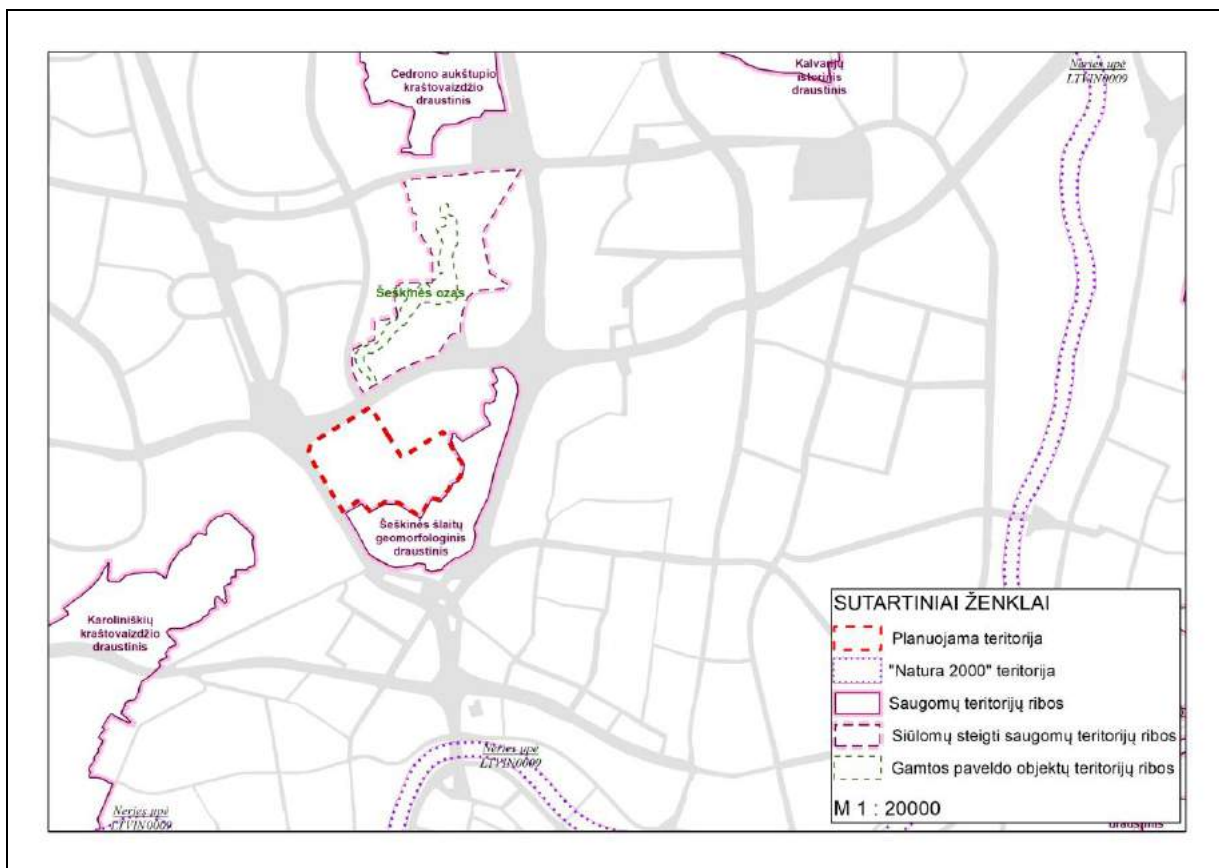 Cedrono aukštupio
kraštovaizdžio
draustinis
Kalvarijų
istorinis
draustinis
Neries upė
LTVIN0009
Šeškinės ozas
Šeškinės šlaitų
geomorfologinis
draustinis
Karoliniškių
kraštovaizdžio
draustinis
Neries upė
LTVIN0009
Neries upė
LTVIN0009
SUTARTINIAI ŽENKLAI
Planuojama teritorija
"Natura 2000" teritorija
Saugomų teritorijų ribos
Siūlomų steigti saugomų teritorijų ribos
Gamtos paveldo objektų teritorijų ribos
M 1 : 20000
draustinis